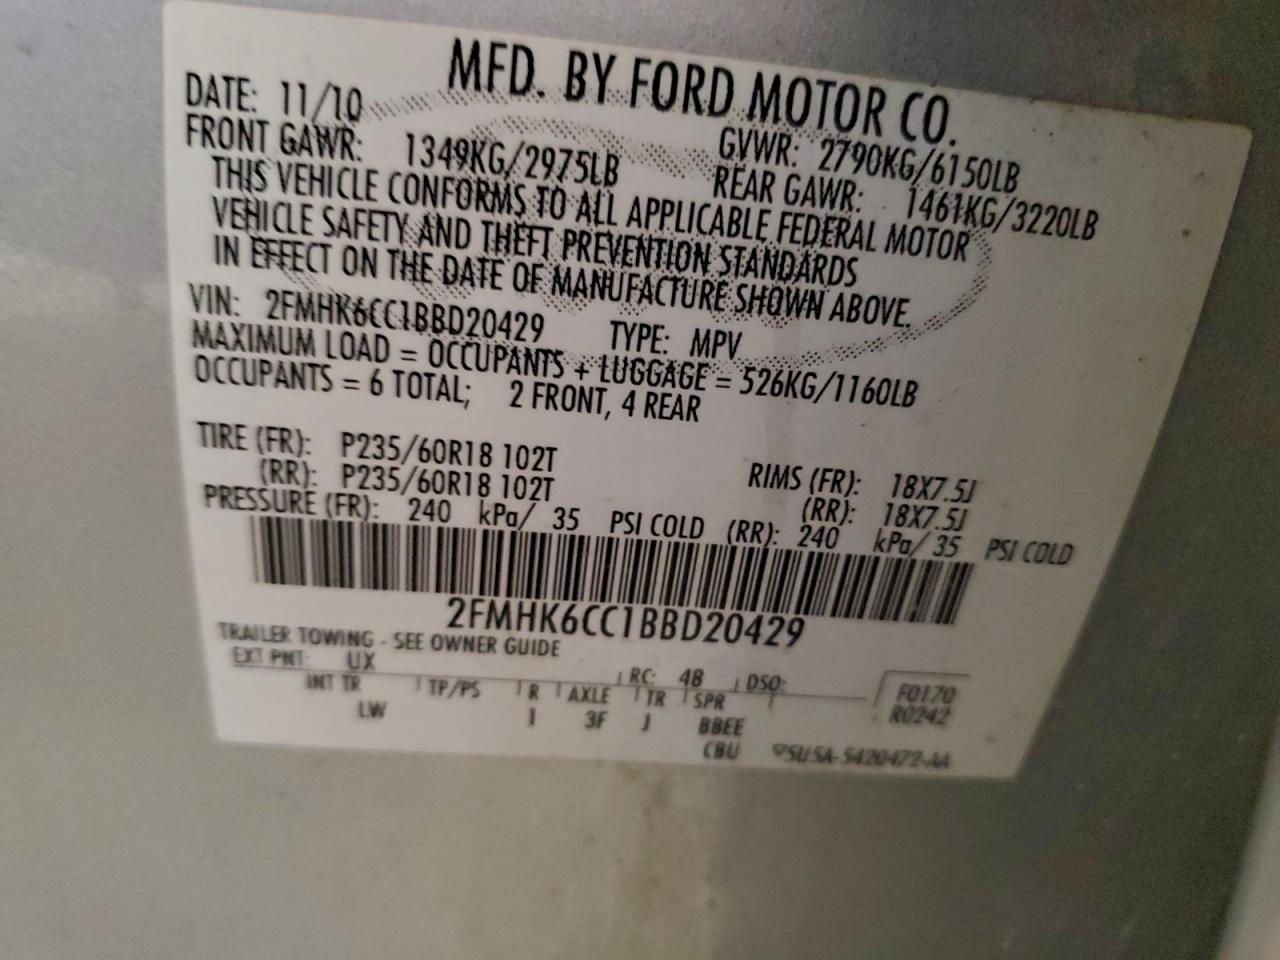 MFD. BY FORD MOTOR CO.
DATE: 11/10 GVWR: 2790KG/6150LB
FRONT GAWR: 1349KG/2975LB REAR GAWR: 1461KG/3220LB
THIS VEHICLE CONFORMS TO ALL APPLICABLE FEDERAL MOTOR
VEHICLE SAFETY AND THEFT PREVENTION STANDARDS
IN EFFECT ON THE DATE OF MANUFACTURE SHOWN ABOVE.
VIN: 2FMHK6CC1BBD20429 TYPE: MPV
MAXIMUM LOAD = OCCUPANTS + LUGGAGE = 526KG/1160LB
OCCUPANTS = 6 TOTAL; 2 FRONT, 4 REAR
TIRE (FR): P235/60R18 102T RIMS (FR): 18X7.5J
(RR): P235/60R18 102T (RR): 18X7.5J
PRESSURE (FR): 240 kPa/ 35 PSI COLD (RR): 240 kPa/ 35 PSI COLD
2FMHK6CC1BBD20429
TRAILER TOWING - SEE OWNER GUIDE
EXT PNT: UX RC: 48 DSO: F0170
INT TR TP/PS R AXLE TR SPR R0242
LW 1 3F J BBEE
CBU 5U5A-5420472-AA